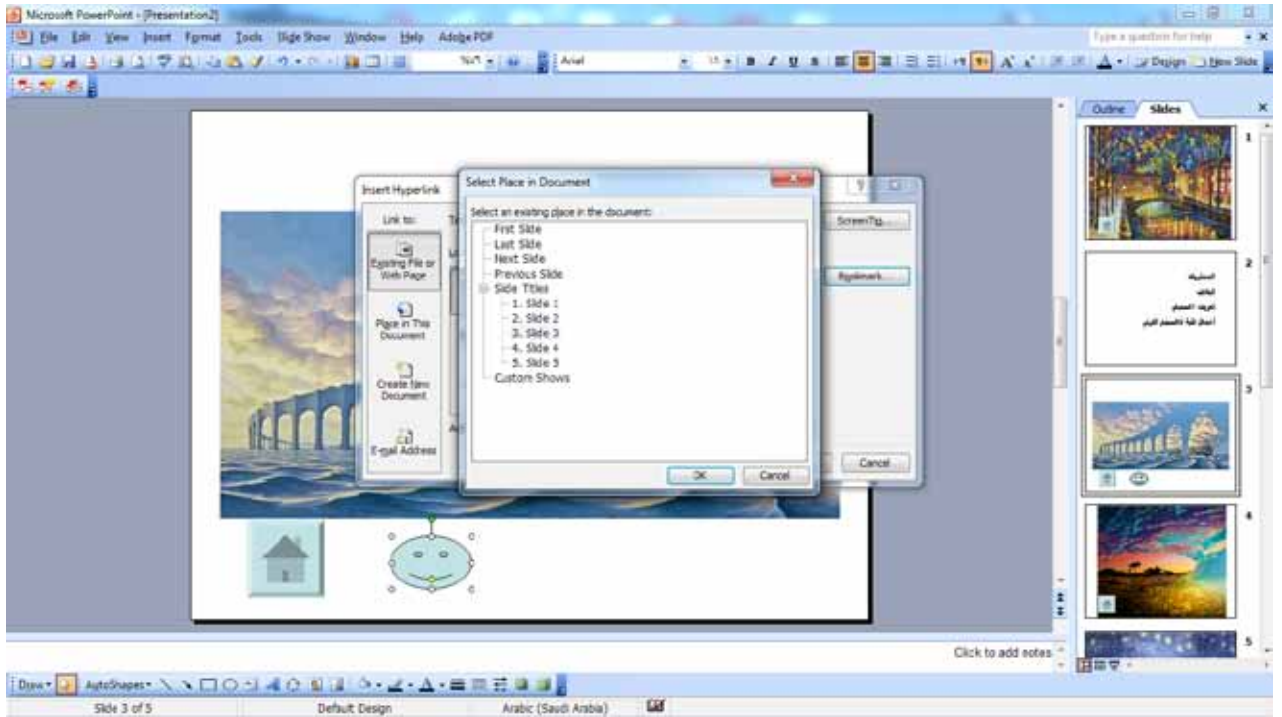 Microsoft PowerPoint - [Presentation2]
File Edit View Insert Format Tools Slide Show Window Help Adobe PDF
Type a question for help
Arial
Design New Slide
Outline Slides
1
2
3
4
5
Insert Hyperlink
Link to:
Existing File or Web Page
Place in This Document
Create New Document
E-mail Address
ScreenTip...
Bookmark...
Cancel
Select Place in Document
Select an existing place in the document:
First Slide
Last Slide
Next Slide
Previous Slide
Slide Titles
1. Slide 1
2. Slide 2
3. Slide 3
4. Slide 4
5. Slide 5
Custom Shows
OK Cancel
Click to add notes
Draw AutoShapes
Slide 3 of 5 Default Design Arabic (Saudi Arabia)